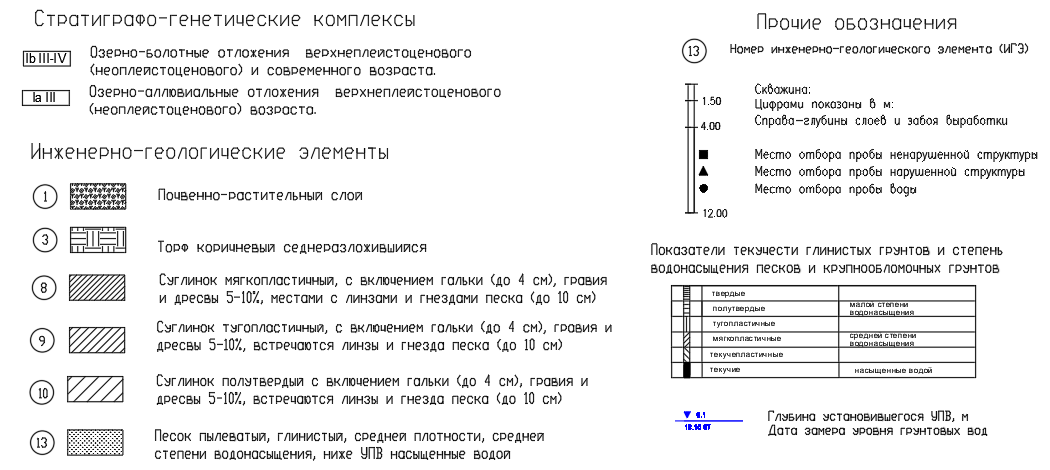 Стратиграфо-генетические комплексы
lb III-IV
Озерно-болотные отложения верхнеплейстоценового
(неоплейстоценового) и современного возраста.
la III
Озерно-аллювиальные отложения верхнеплейстоценового
(неоплейстоценового) возраста.
Инженерно-геологические элементы
1
Почвенно-растительный слой
3
Торф коричневый седнеразложившийся
8
Суглинок мягкопластичный, с включением гальки (до 4 см), гравия
и дресвы 5-10%, местами с линзами и гнездами песка (до 10 см)
9
Суглинок тугопластичный, с включением гальки (до 4 см), гравия и
дресвы 5-10%, встречаются линзы и гнезда песка (до 10 см)
10
Суглинок полутвердый с включением гальки (до 4 см), гравия и
дресвы 5-10%, встречаются линзы и гнезда песка (до 10 см)
13
Песок пылеватый, глинистый, средней плотности, средней
степени водонасыщения, ниже УПВ насыщенные водой
Прочие обозначения
13
Номер инженерно-геологического элемента (ИГЭ)
1.50
4.00
12.00
Скважина:
Цифрами показаны в м:
Справа-глубины слоев и забоя выработки
Место отбора пробы ненарушенной структуры
Место отбора пробы нарушенной структуры
Место отбора пробы воды
Показатели текучести глинистых грунтов и степень
водонасыщения песков и крупнообломочных грунтов
твердые
полутвердые
малой степени
водонасыщения
тугопластичные
мягкопластичные
средней степени
водонасыщения
текучепластичные
текучие
насыщенные водой
Глубина установившегося УПВ, м
Дата замера уровня грунтовых вод